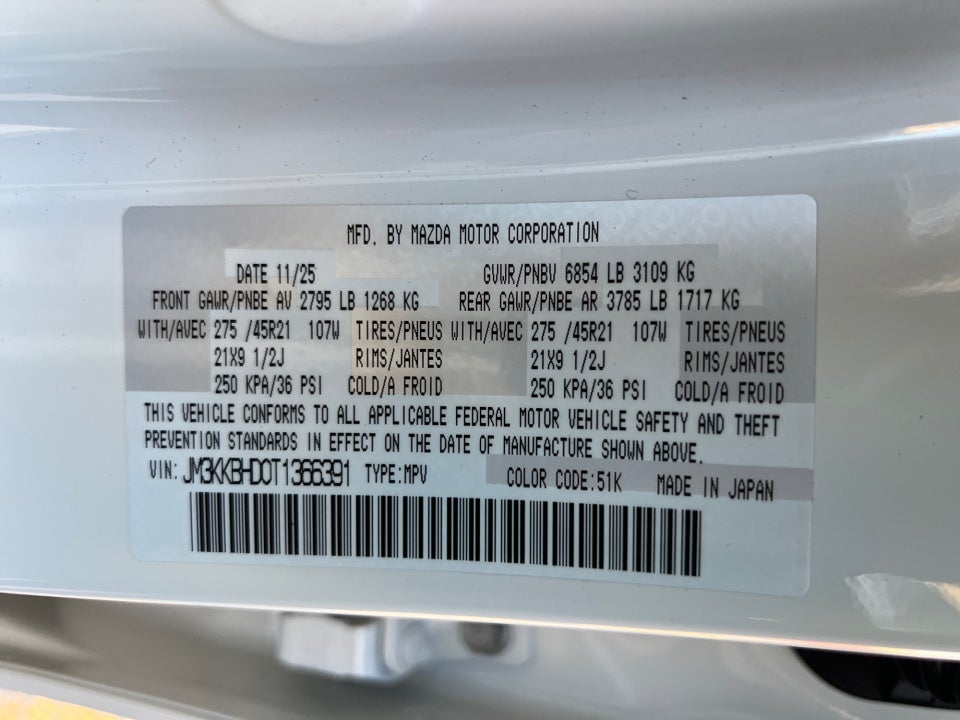 MFD. BY MAZDA MOTOR CORPORATION
DATE 11/25 GVWR/PNBV 6854 LB 3109 KG
FRONT GAWR/PNBE AV 2795 LB 1268 KG REAR GAWR/PNBE AR 3785 LB 1717 KG
WITH/AVEC 275 /45R21 107W TIRES/PNEUS WITH/AVEC 275 /45R21 107W TIRES/PNEUS
21X9 1/2J RIMS/JANTES 21X9 1/2J RIMS/JANTES
250 KPA/36 PSI COLD/A FROID 250 KPA/36 PSI COLD/A FROID
THIS VEHICLE CONFORMS TO ALL APPLICABLE FEDERAL MOTOR VEHICLE SAFETY AND THEFT
PREVENTION STANDARDS IN EFFECT ON THE DATE OF MANUFACTURE SHOWN ABOVE.
VIN: JM3KKBHD0T1366391 TYPE:MPV COLOR CODE:51K MADE IN JAPAN